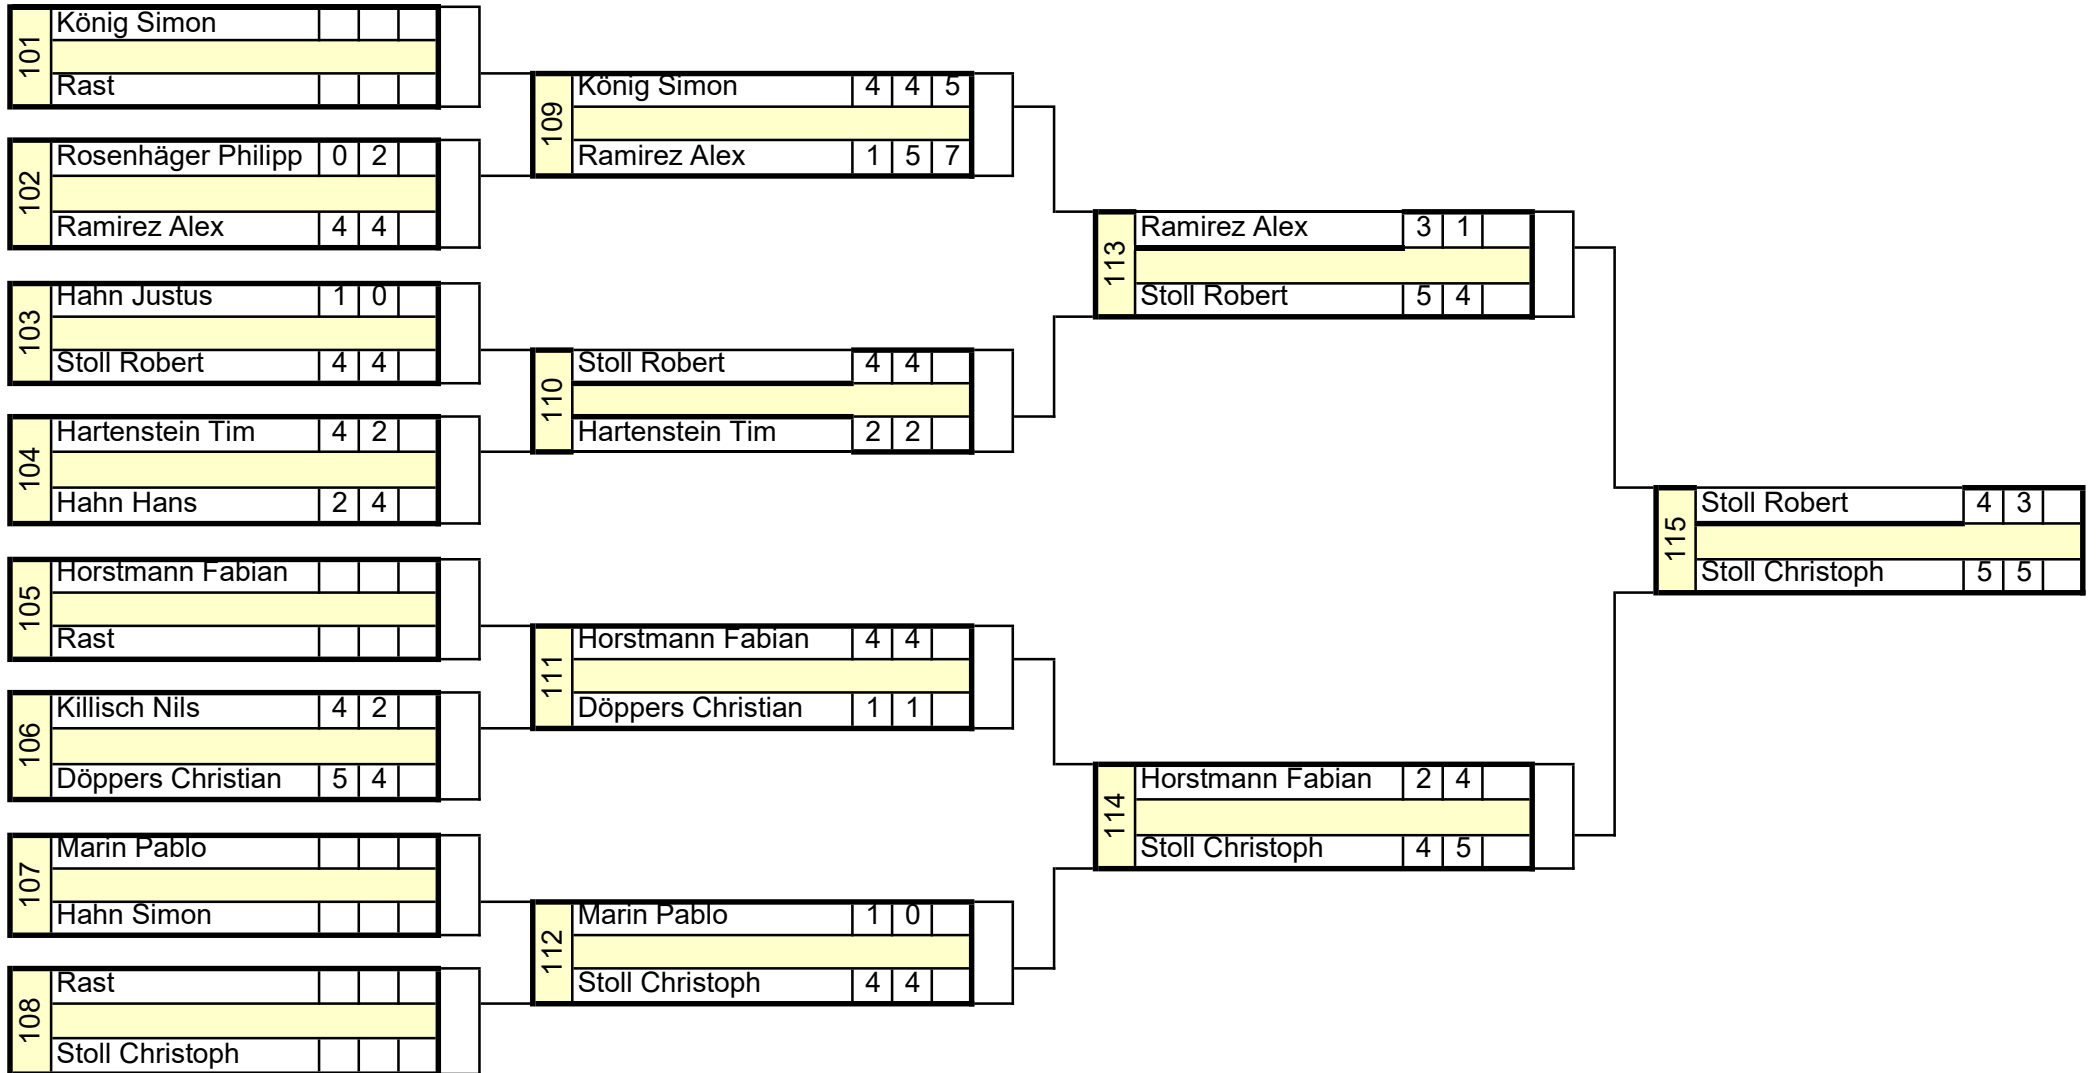 101
König Simon
Rast
102
Rosenhäger Philipp 0 2
Ramirez Alex 4 4
103
Hahn Justus 1 0
Stoll Robert 4 4
104
Hartenstein Tim 4 2
Hahn Hans 2 4
105
Horstmann Fabian
Rast
106
Killisch Nils 4 2
Döppers Christian 5 4
107
Marin Pablo
Hahn Simon
108
Rast
Stoll Christoph
109
König Simon 4 4 5
Ramirez Alex 1 5 7
110
Stoll Robert 4 4
Hartenstein Tim 2 2
111
Horstmann Fabian 4 4
Döppers Christian 1 1
112
Marin Pablo 1 0
Stoll Christoph 4 4
113
Ramirez Alex 3 1
Stoll Robert 5 4
114
Horstmann Fabian 2 4
Stoll Christoph 4 5
115
Stoll Robert 4 3
Stoll Christoph 5 5